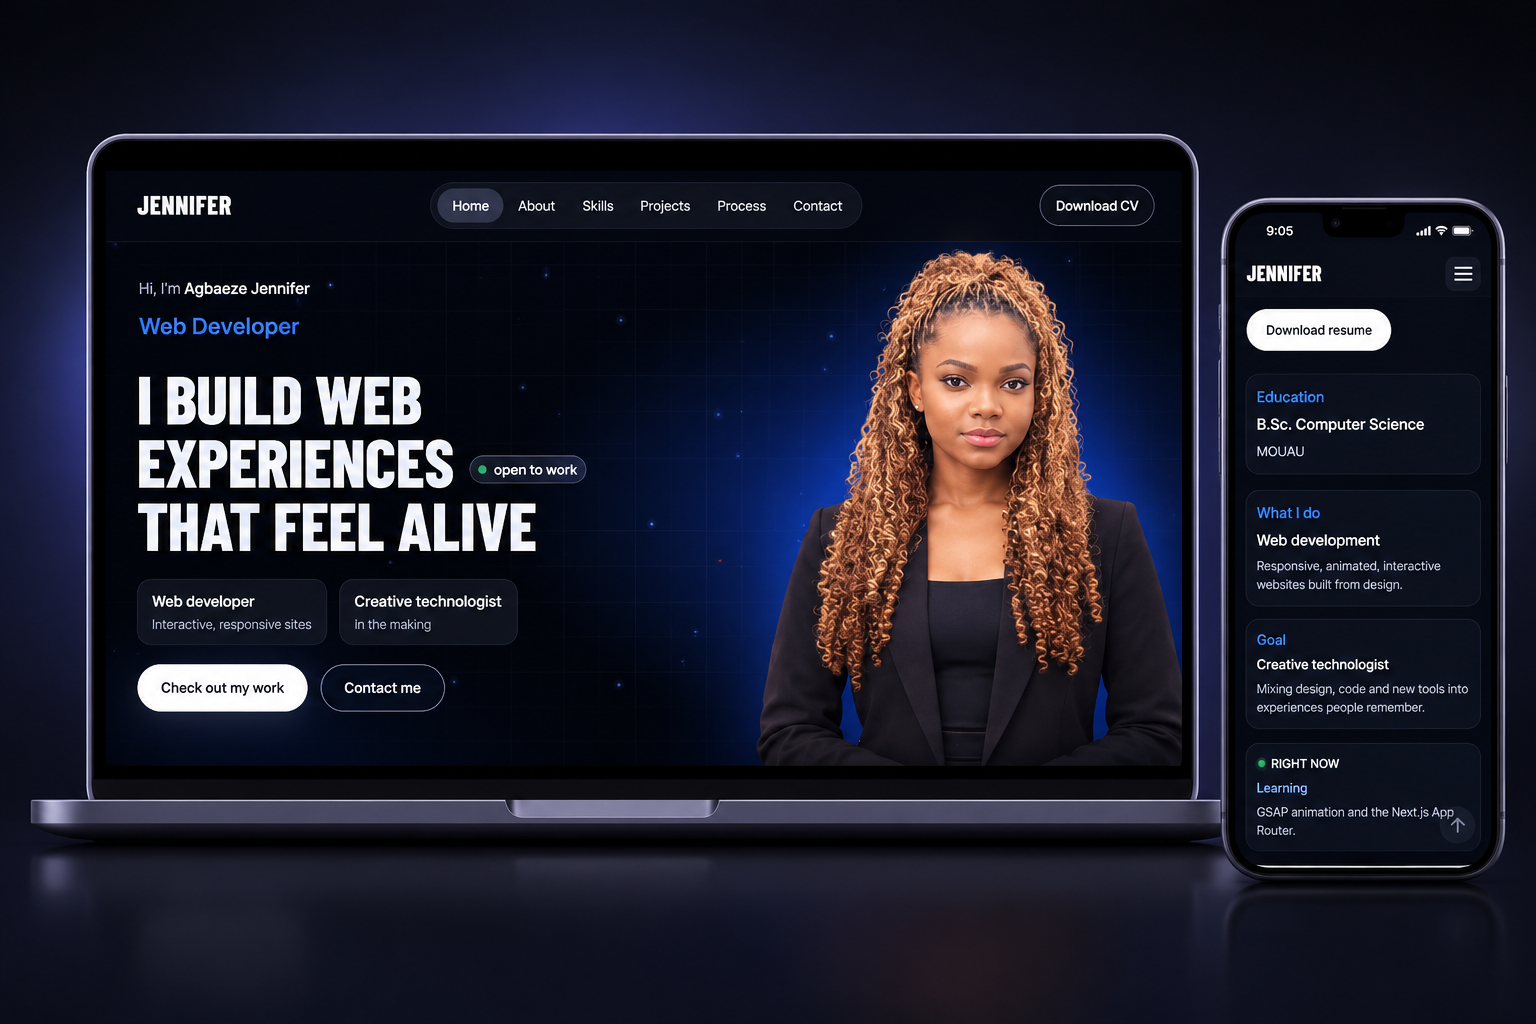 JENNIFER
Home About Skills Projects Process Contact
Download CV
Hi, I'm Agbaeze Jennifer
Web Developer
I BUILD WEB
EXPERIENCES
open to work
THAT FEEL ALIVE
Web developer
Interactive, responsive sites
Creative technologist
in the making
Check out my work
Contact me
9:05
JENNIFER
Download resume
Education
B.Sc. Computer Science
MOUAU
What I do
Web development
Responsive, animated, interactive
websites built from design.
Goal
Creative technologist
Mixing design, code and new tools into
experiences people remember.
RIGHT NOW
Learning
GSAP animation and the Next.js App
Router.